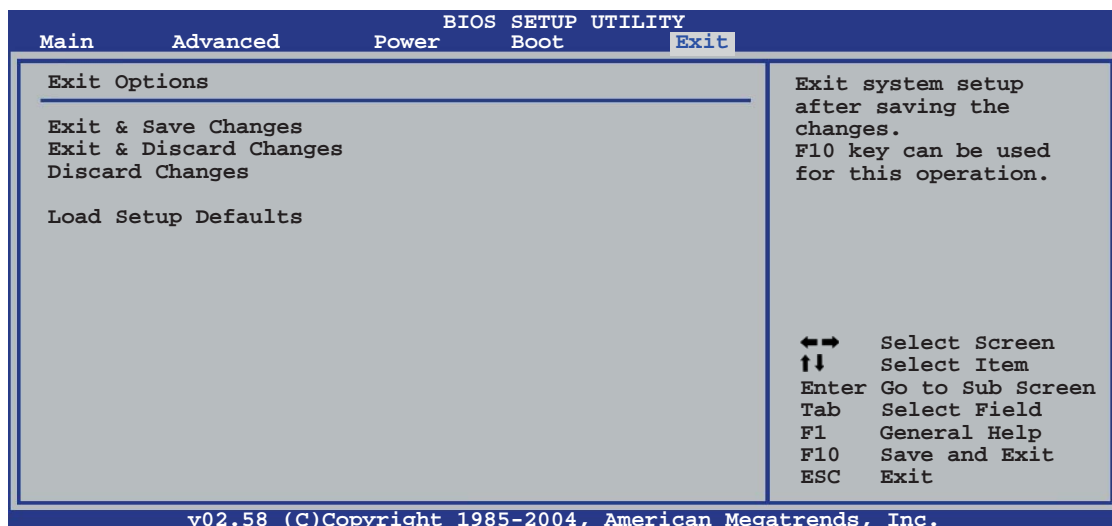 BIOS SETUP UTILITY
Main Advanced Power Boot Exit
Exit Options
Exit & Save Changes
Exit & Discard Changes
Discard Changes
Load Setup Defaults
Exit system setup
after saving the
changes.
F10 key can be used
for this operation.
←→ Select Screen
↑↓ Select Item
Enter Go to Sub Screen
Tab Select Field
F1 General Help
F10 Save and Exit
ESC Exit
v02.58 (C)Copyright 1985-2004, American Megatrends, Inc.